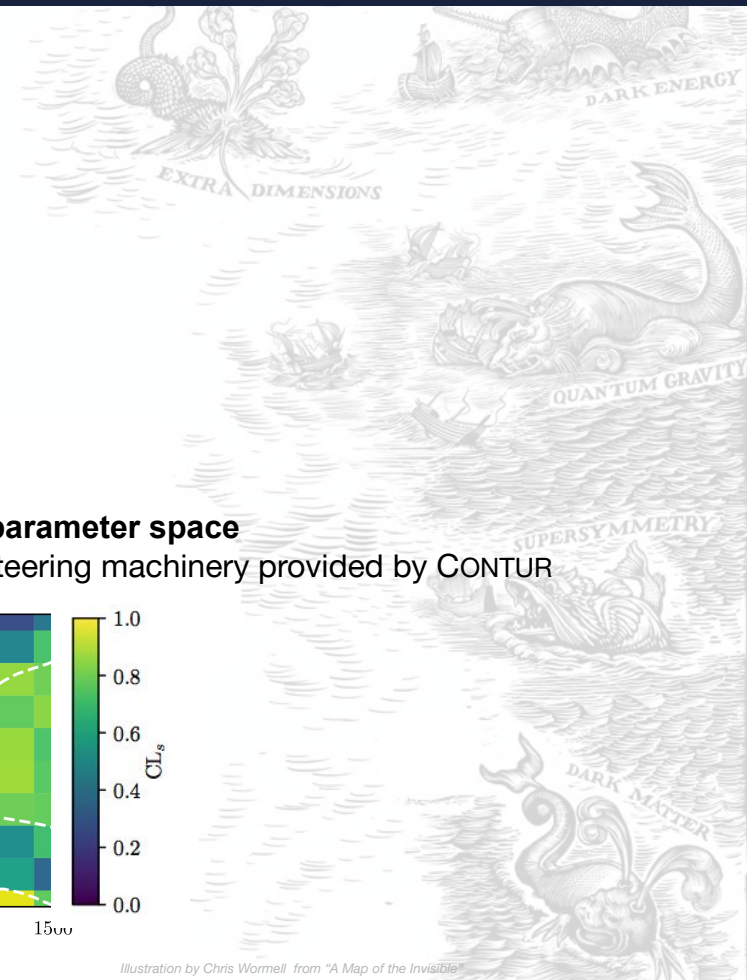 DARK ENERGY
EXTRA DIMENSIONS
QUANTUM GRAVITY
parameter space
SUPERSYMMETRY
teering machinery provided by CONTUR
1.0
0.8
0.6
CLs
0.4
0.2
0.0
DARK MATTER
Illustration by Chris Wormell from "A Map of the Invisible"